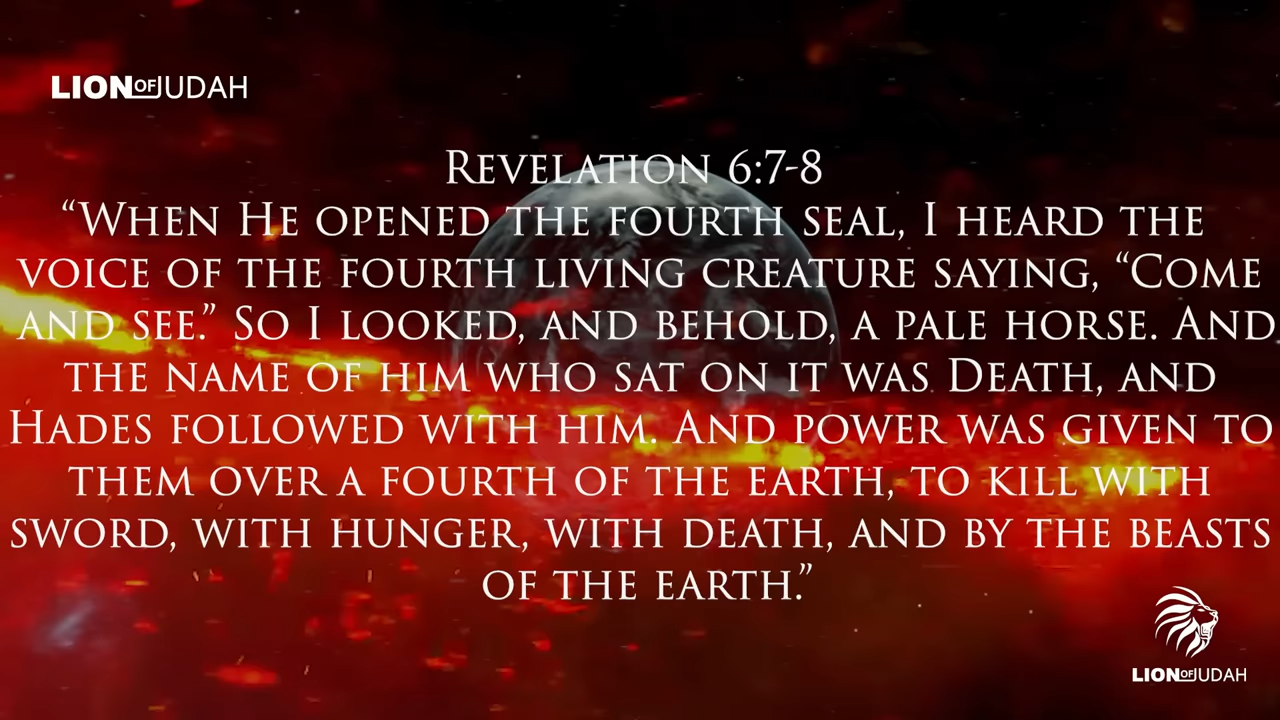 LION OF JUDAH
Revelation 6:7-8
“When He opened the fourth seal, I heard the
voice of the fourth living creature saying, “Come
and see.” So I looked, and behold, a pale horse. And
the name of him who sat on it was Death, and
Hades followed with him. And power was given to
them over a fourth of the earth, to kill with
sword, with hunger, with death, and by the beasts
of the earth.”
LION OF JUDAH